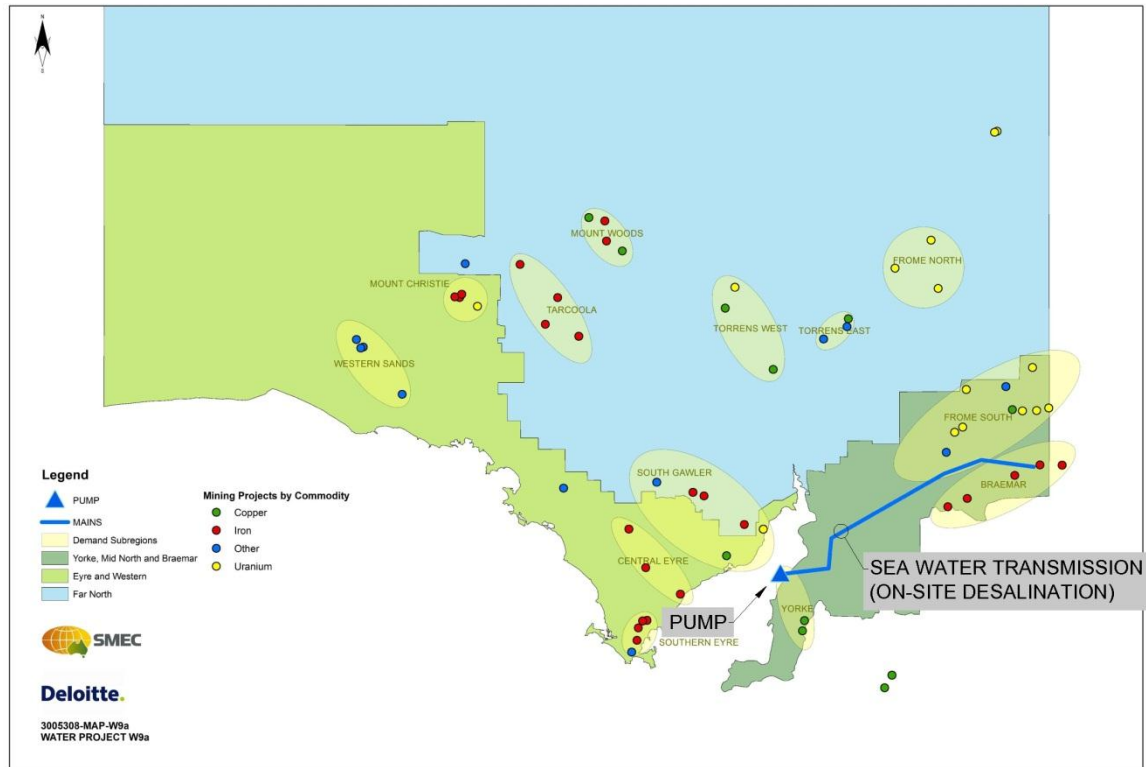 N
S
MOUNT WOODS
FROME NORTH
MOUNT CHRISTIE
TARCOOLA
TORRENS WEST
TORRENS EAST
WESTERN SANDS
FROME SOUTH
SOUTH GAWLER
BRAEMAR
CENTRAL EYRE
SEA WATER TRANSMISSION
(ON-SITE DESALINATION)
YORKE
PUMP
SOUTHERN EYRE
Legend
PUMP
MAINS
Demand Subregions
Yorke, Mid North and Braemar
Eyre and Western
Far North
Mining Projects by Commodity
Copper
Iron
Other
Uranium
SMEC
Deloitte.
3005308-MAP-W9a
WATER PROJECT W9a